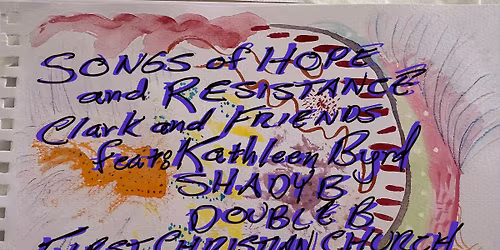 SONGS of HOPE
and RESISTANCE
Clark and FRIENDS
feat: Kathleen Byrd
SHADY B
DOUBLE B
FIRST CHRISTIAN CHURCH